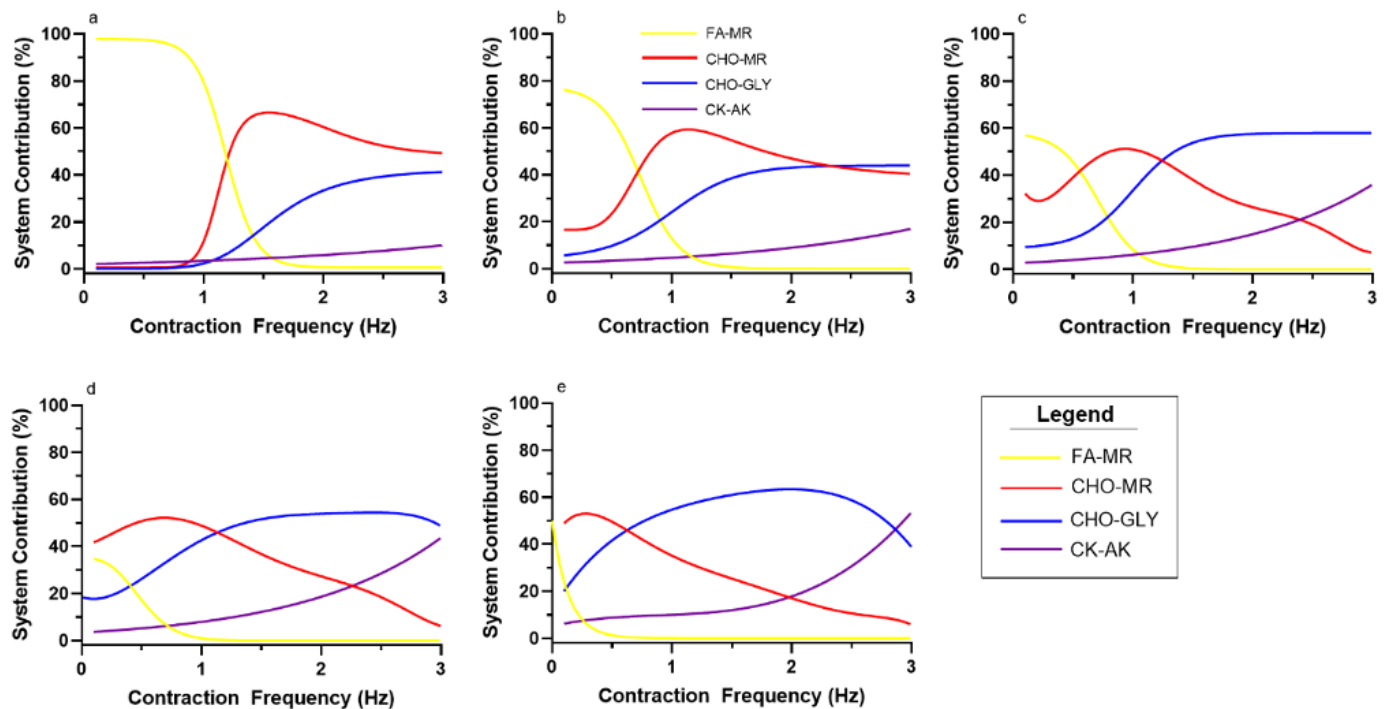 a
100
80
60
40
20
0
System Contribution (%)
0 1 2 3
Contraction Frequency (Hz)
b
FA-MR
CHO-MR
CHO-GLY
CK-AK
100
80
60
40
20
0
System Contribution (%)
0 1 2 3
Contraction Frequency (Hz)
c
100
80
60
40
20
0
System Contribution (%)
0 1 2 3
Contraction Frequency (Hz)
d
100
80
60
40
20
0
System Contribution (%)
0 1 2 3
Contraction Frequency (Hz)
e
100
80
60
40
20
0
System Contribution (%)
0 1 2 3
Contraction Frequency (Hz)
Legend
FA-MR
CHO-MR
CHO-GLY
CK-AK